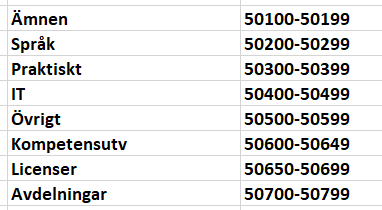 Ämnen 50100-50199
Språk 50200-50299
Praktiskt 50300-50399
IT 50400-50499
Övrigt 50500-50599
Kompetensutv 50600-50649
Licenser 50650-50699
Avdelningar 50700-50799